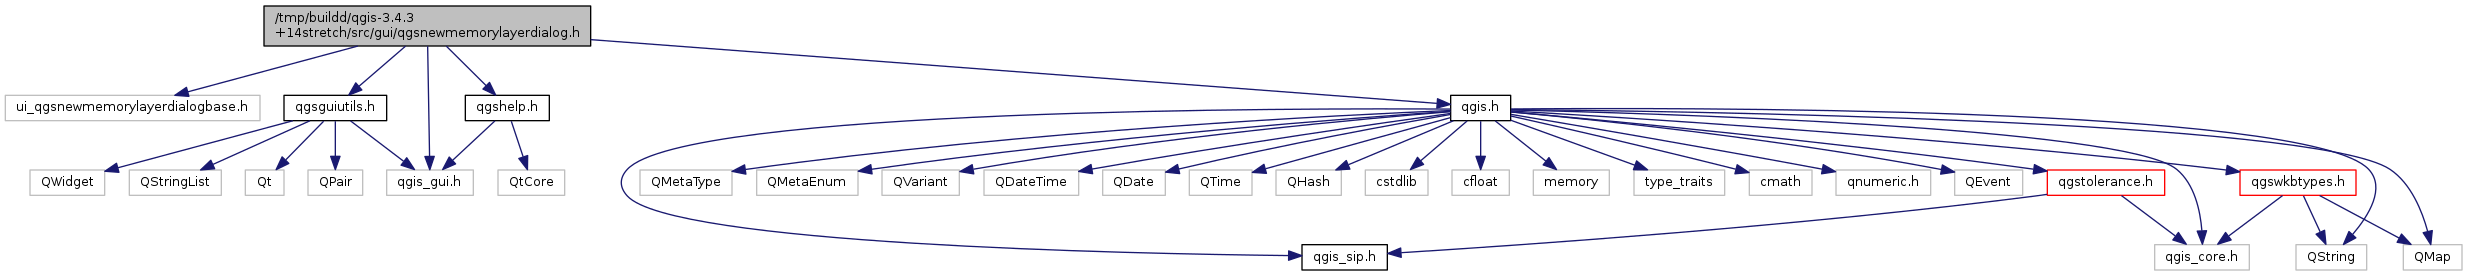 /tmp/buildd/qgis-3.4.3
+14stretch/src/gui/qgsnewmemorylayerdialog.h
ui_qgsnewmemorylayerdialogbase.h
qgsguiutils.h
qgshelp.h
qgis.h
QWidget
QStringList
Qt
QPair
qgis_gui.h
QtCore
QMetaType
QMetaEnum
QVariant
QDateTime
QDate
QTime
QHash
cstdlib
cfloat
memory
type_traits
cmath
qnumeric.h
QEvent
qgstolerance.h
qgswkbtypes.h
qgis_sip.h
qgis_core.h
QString
QMap